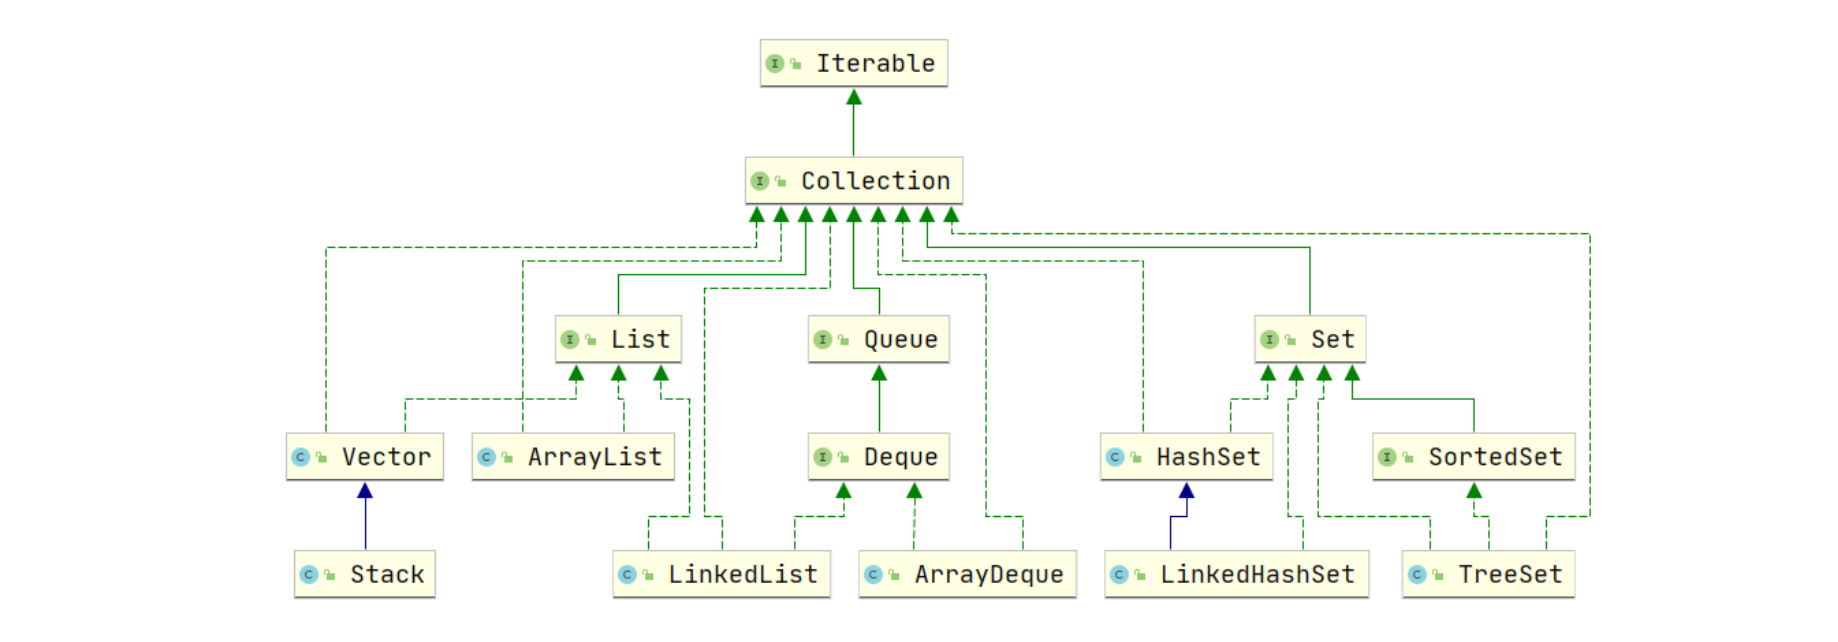 I Iterable
I Collection
I List
I Queue
I Set
C Vector
C ArrayList
I Deque
C HashSet
I SortedSet
C Stack
C LinkedList
C ArrayDeque
C LinkedHashSet
C TreeSet